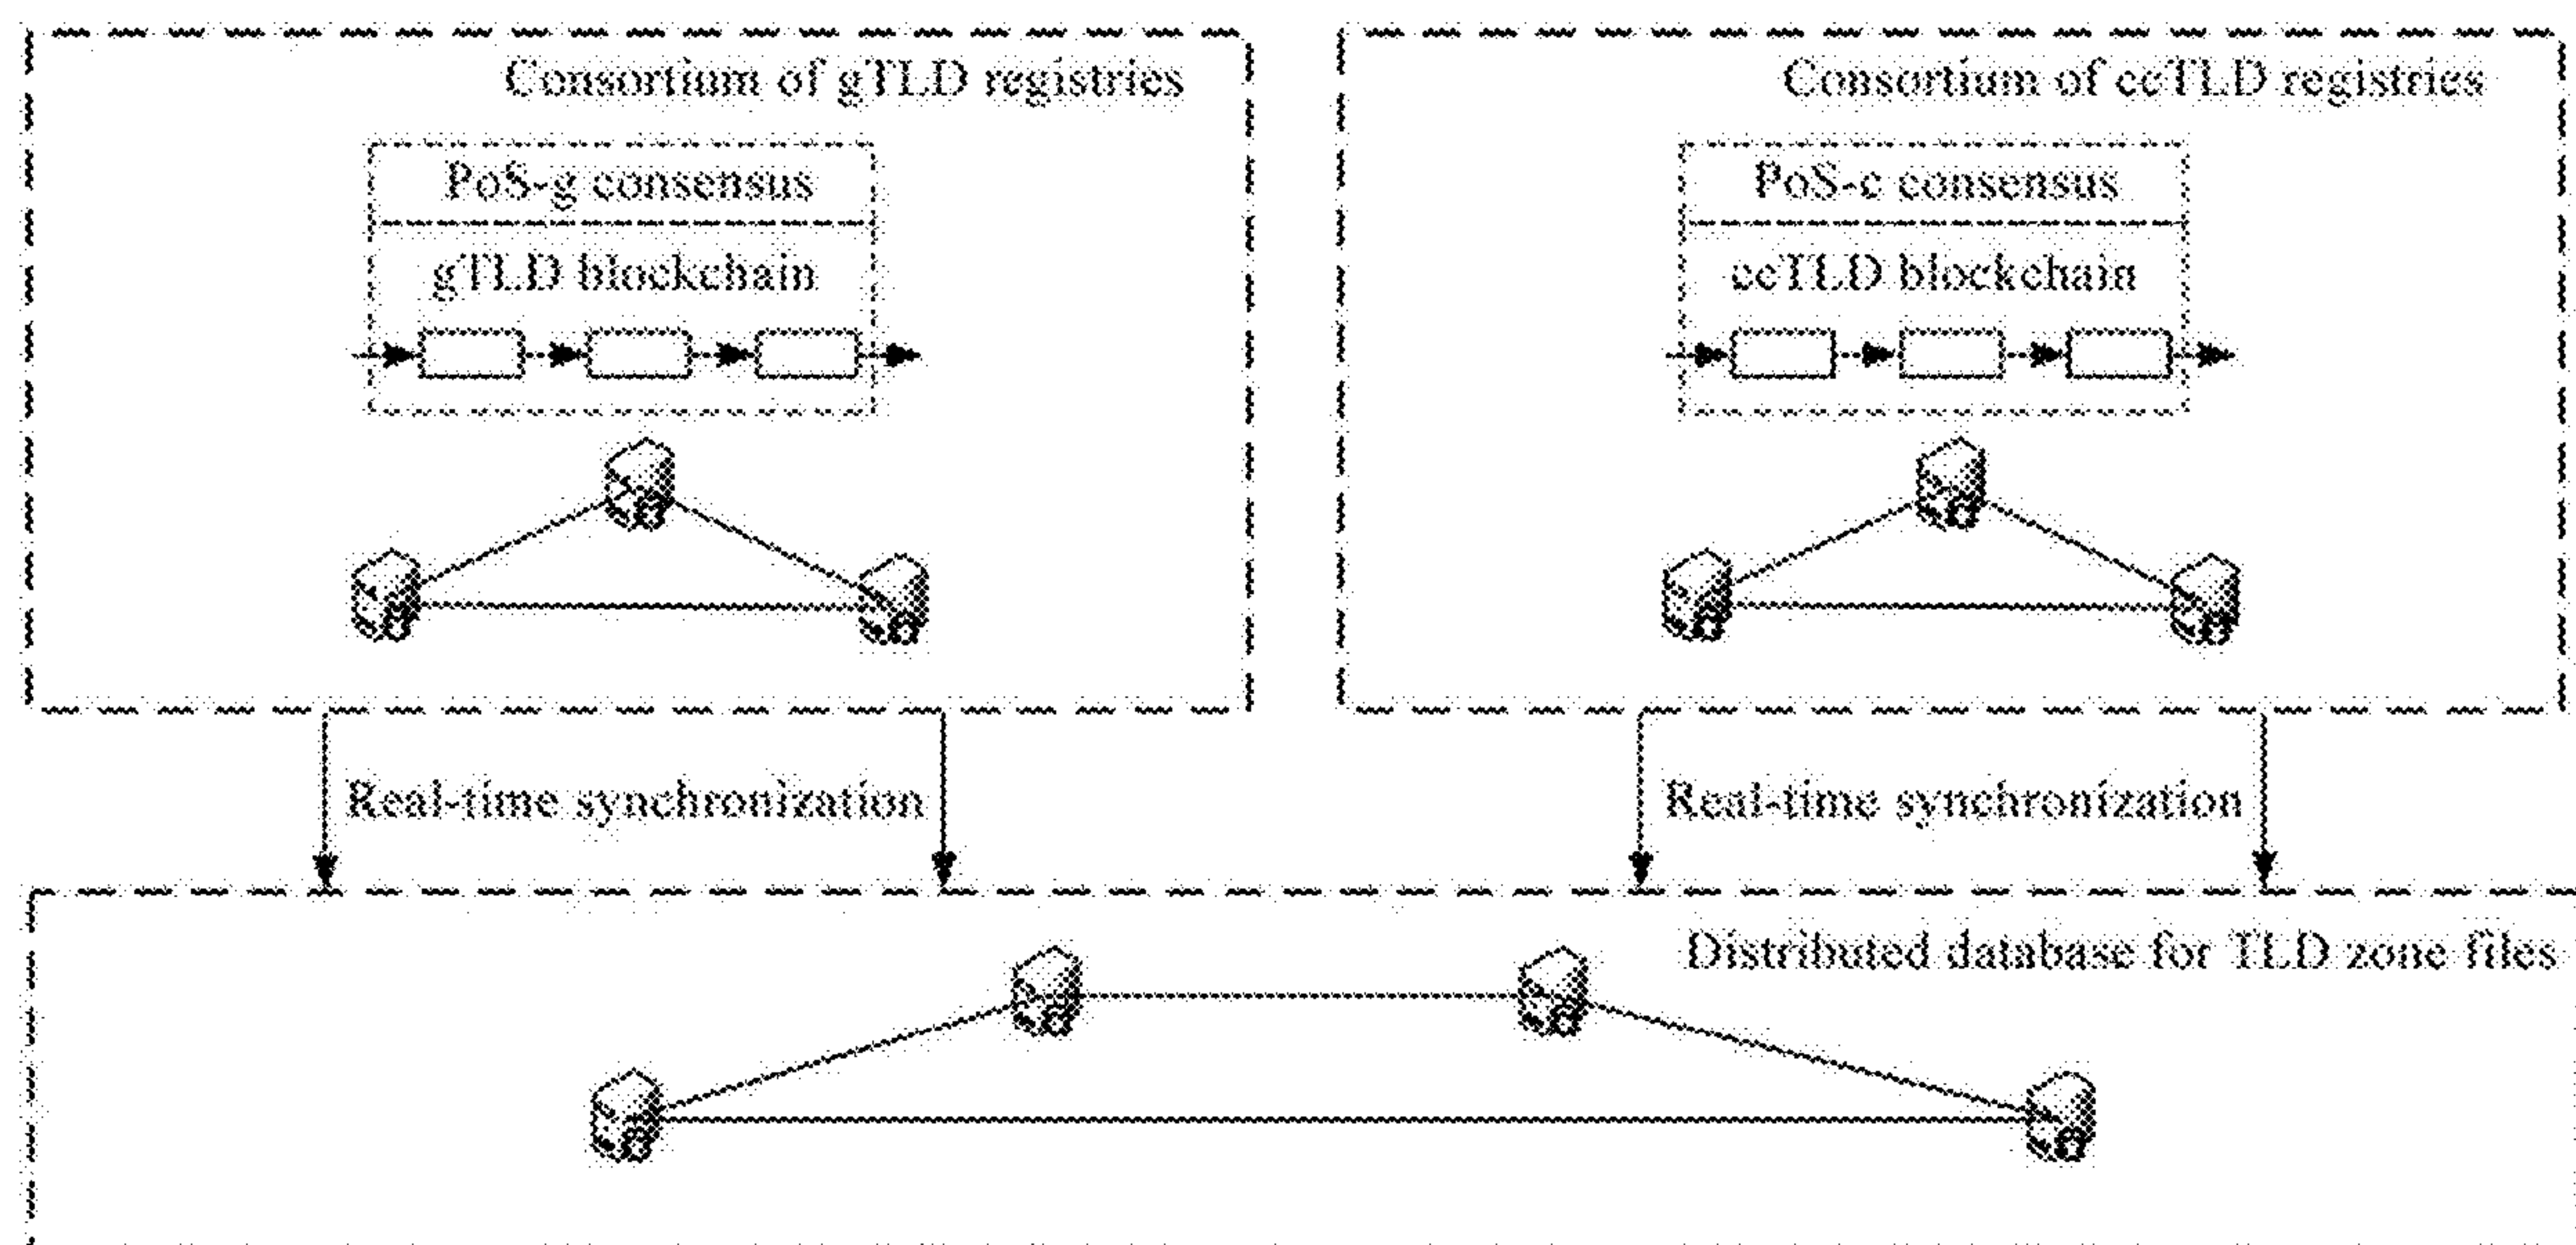 Consortium of gTLD registries
PoS-g consensus
gTLD blockchain
Consortium of ccTLD registries
PoS-c consensus
ccTLD blockchain
Real-time synchronization
Real-time synchronization
Distributed database for TLD zone files